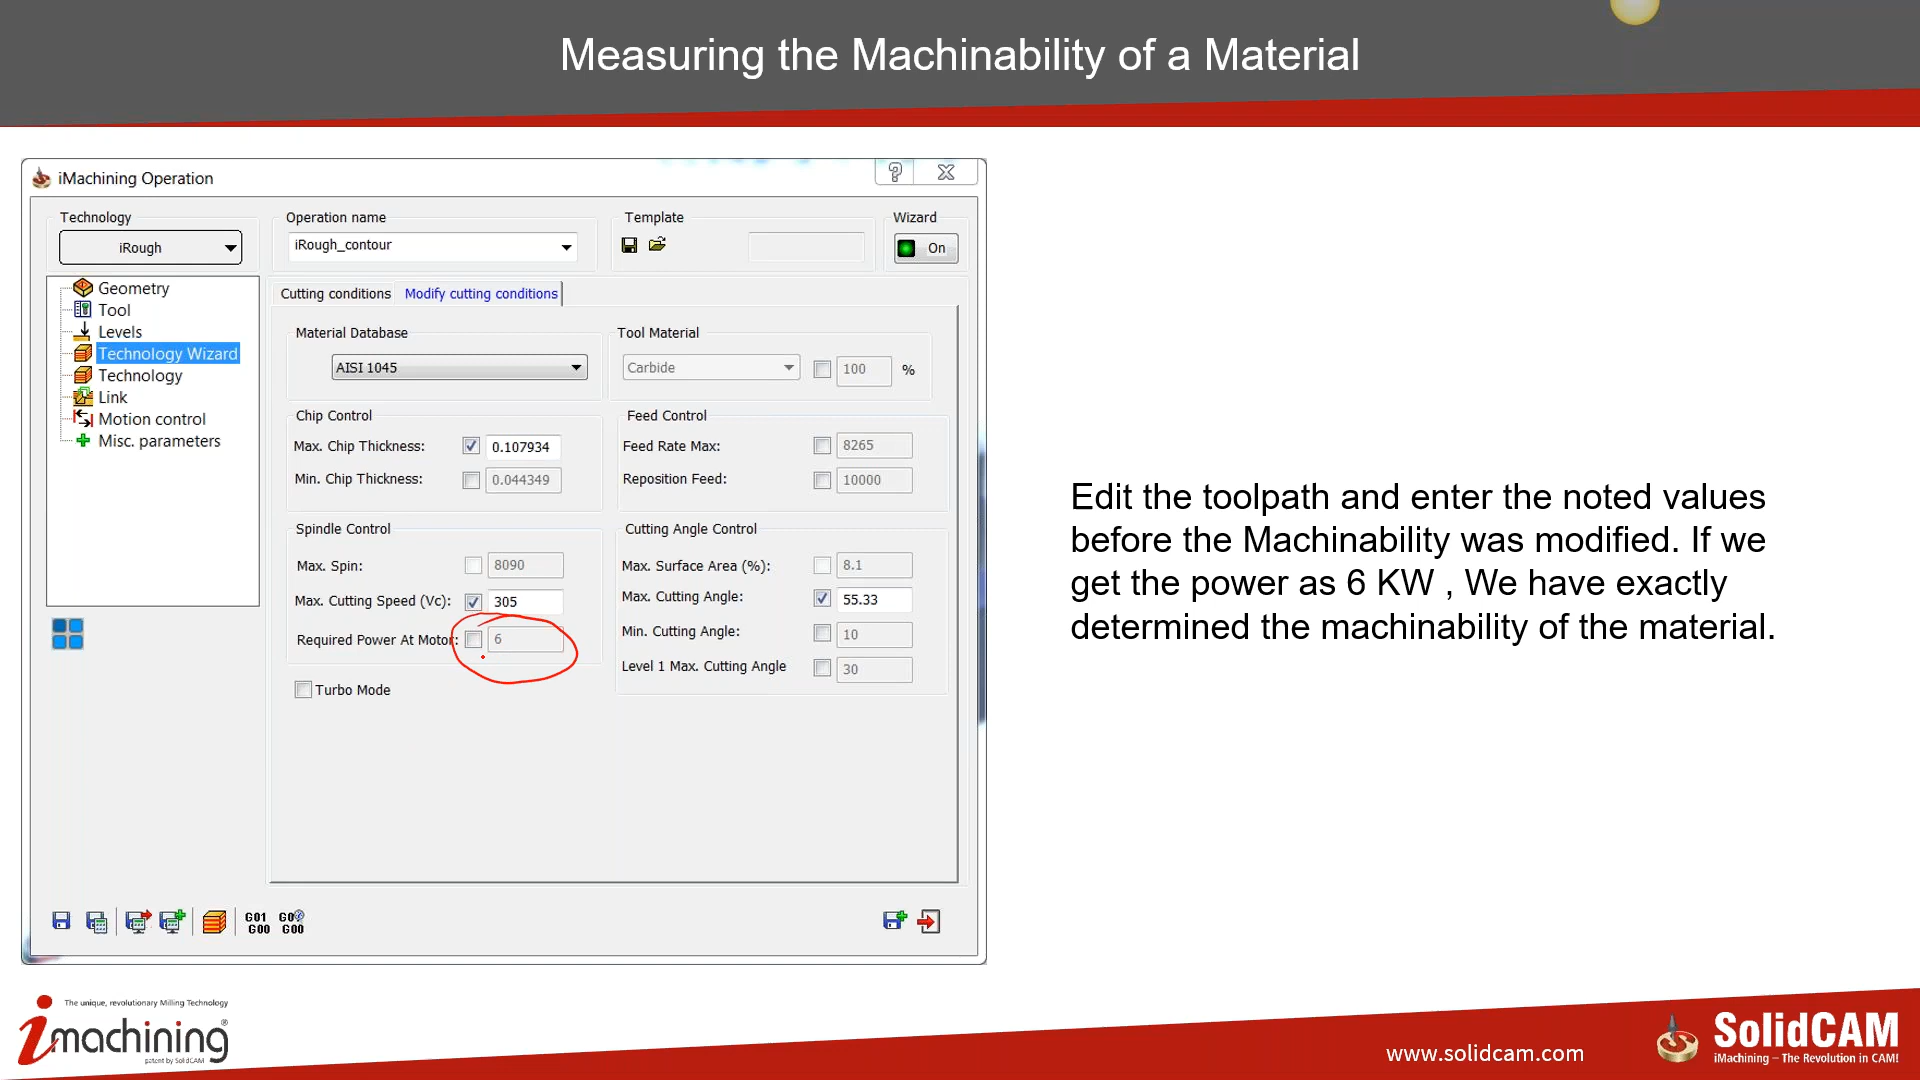 Measuring the Machinability of a Material
iMachining Operation
Technology
iRough
Operation name
iRough_contour
Template
Wizard
On
Geometry
Tool
Levels
Technology Wizard
Technology
Link
Motion control
Misc. parameters
Cutting conditions
Modify cutting conditions
Material Database
AISI 1045
Tool Material
Carbide
100
%
Chip Control
Max. Chip Thickness:
0.107934
Min. Chip Thickness:
0.044349
Feed Control
Feed Rate Max:
8265
Reposition Feed:
10000
Spindle Control
Max. Spin:
8090
Max. Cutting Speed (Vc):
305
Required Power At Motor:
6
Cutting Angle Control
Max. Surface Area (%):
8.1
Max. Cutting Angle:
55.33
Min. Cutting Angle:
10
Level 1 Max. Cutting Angle
30
Turbo Mode
G01
G00
G0
G00
Edit the toolpath and enter the noted values
before the Machinability was modified. If we
get the power as 6 KW , We have exactly
determined the machinability of the material.
The unique, revolutionary Milling Technology
imachining®
patent by SolidCAM
www.solidcam.com
SolidCAM
iMachining – The Revolution in CAM!